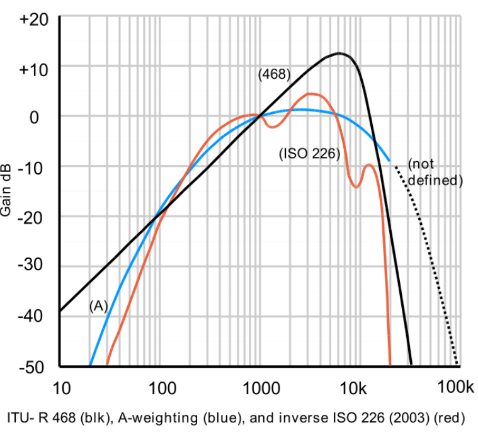 +20
+10
(468)
0
(ISO 226)
-10
(not
defined)
Gain dB
-20
-30
(A)
-40
-50
10 100 1000 10k 100k
ITU- R 468 (blk), A-weighting (blue), and inverse ISO 226 (2003) (red)